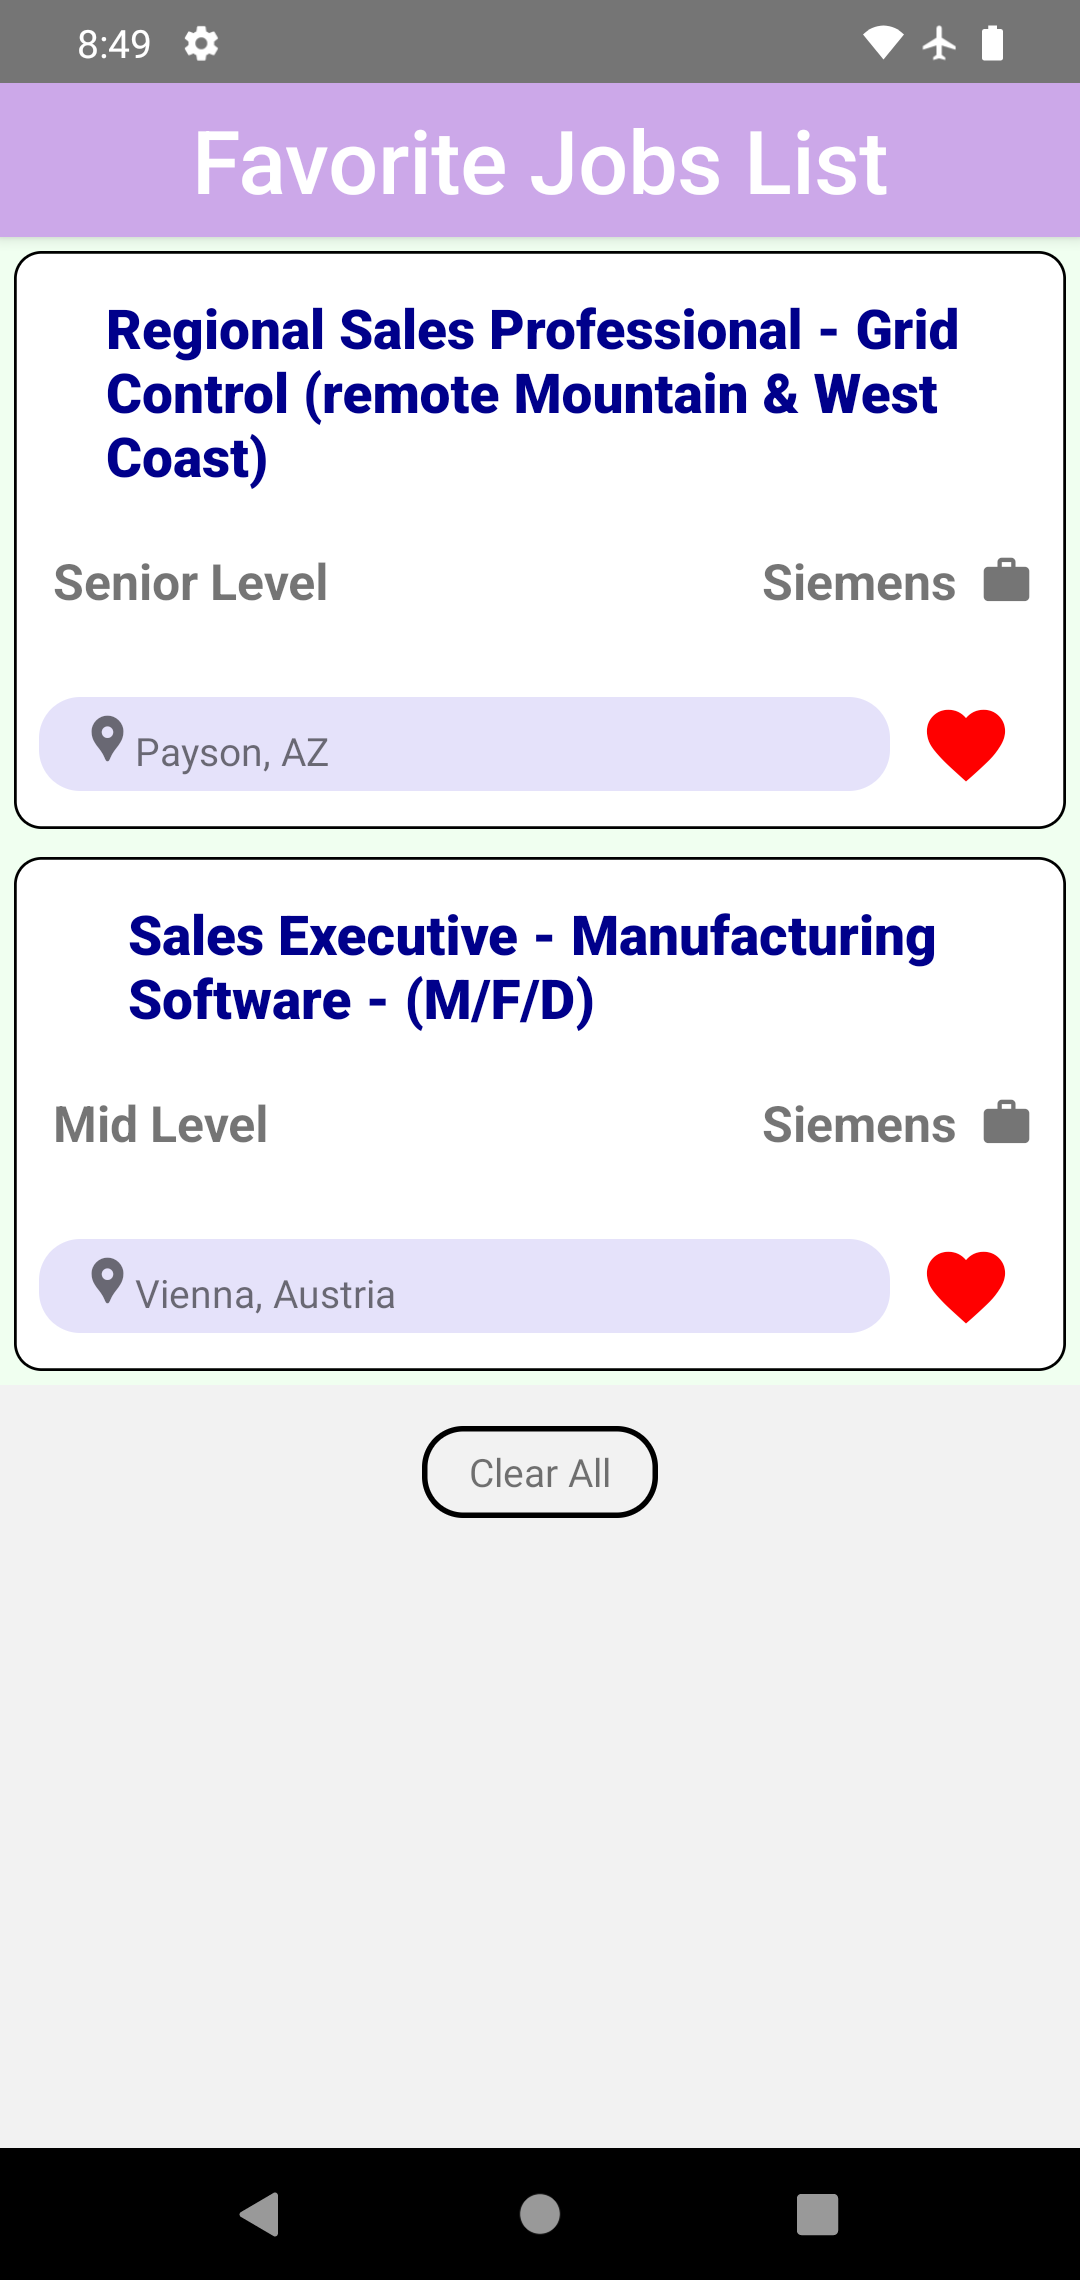 8:49
Favorite Jobs List
Regional Sales Professional - Grid
Control (remote Mountain & West
Coast)
Senior Level
Siemens
Payson, AZ
Sales Executive - Manufacturing
Software - (M/F/D)
Mid Level
Siemens
Vienna, Austria
Clear All